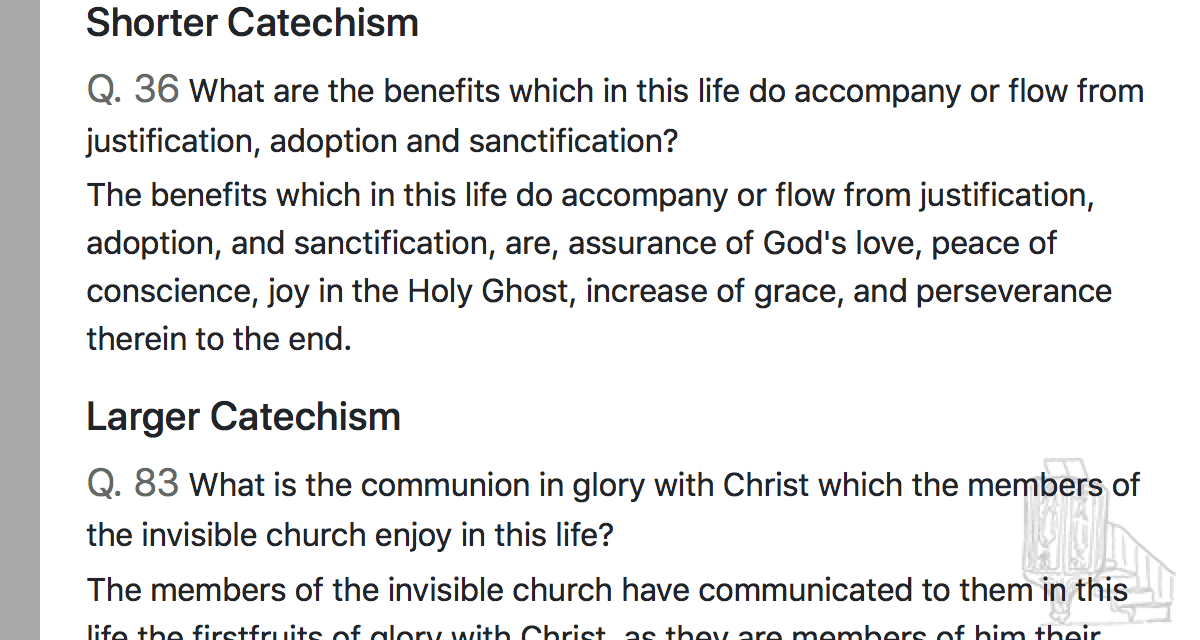 Shorter Catechism
Q. 36 What are the benefits which in this life do accompany or flow from
justification, adoption and sanctification?
The benefits which in this life do accompany or flow from justification,
adoption, and sanctification, are, assurance of God's love, peace of
conscience, joy in the Holy Ghost, increase of grace, and perseverance
therein to the end.
Larger Catechism
Q. 83 What is the communion in glory with Christ which the members of
the invisible church enjoy in this life?
The members of the invisible church have communicated to them in this
life the firstfruits of glory with Christ, as they are members of him their